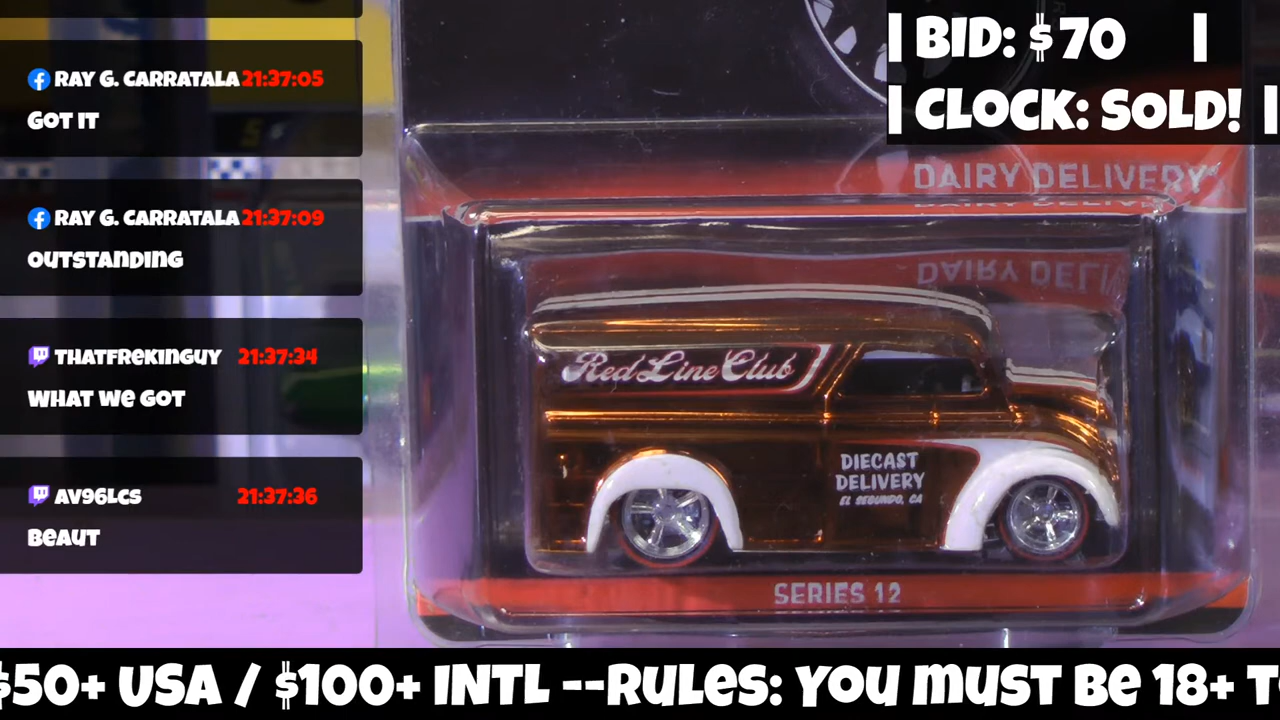 RAY G. CARRATALA 21:37:05
GOT IT
RAY G. CARRATALA 21:37:09
OUTSTANDING
THATFREKINGUY 21:37:34
WHAT WE GOT
AV96LCS 21:37:36
BEAUT
| BID: $70 |
| CLOCK: SOLD! |
DAIRY DELIVERY
Red Line Club
DIECAST
DELIVERY
EL SEGUNDO, CA
SERIES 12
$50+ USA / $100+ INTL --RULES: YOU MUST BE 18+